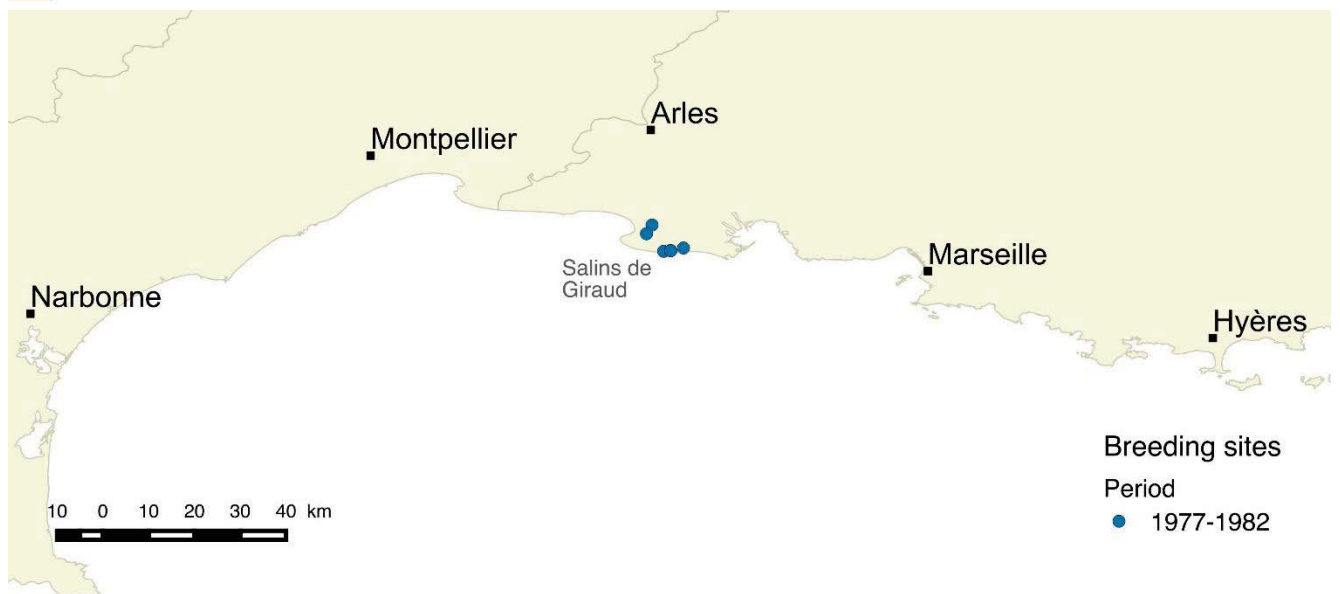 Arles
Montpellier
Salins de
Giraud
Marseille
Narbonne
Hyères
Breeding sites
Period
1977-1982
10 0 10 20 30 40 km